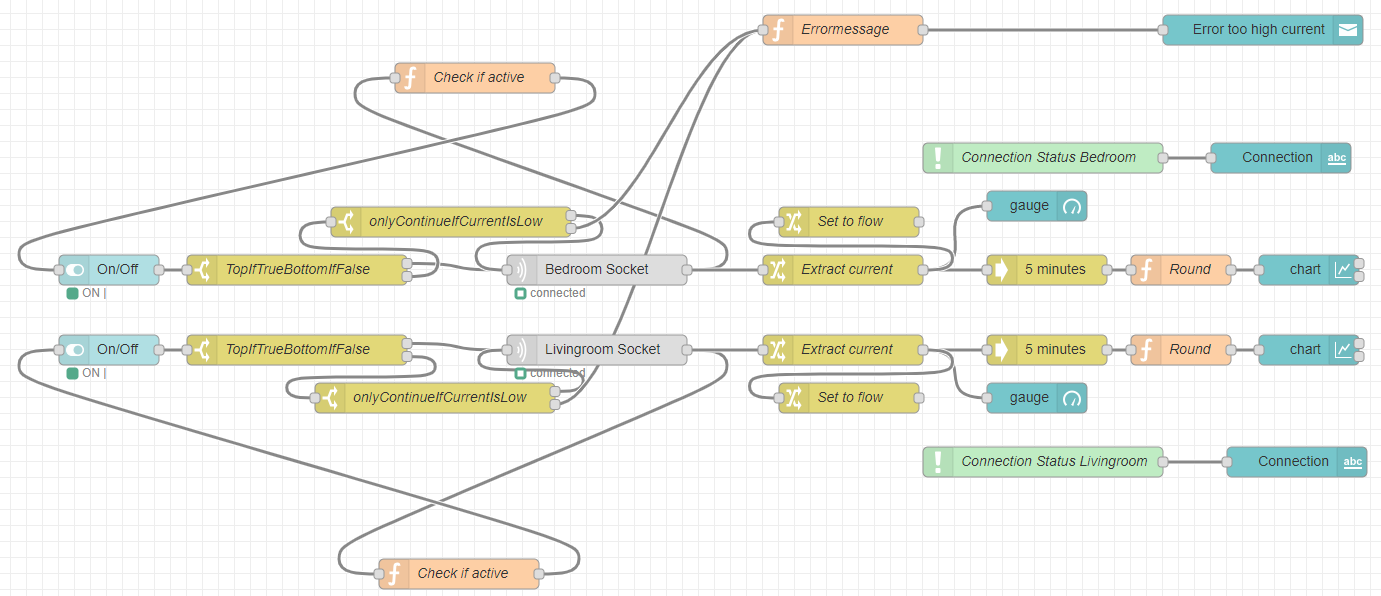 Errormessage
Error too high current
Check if active
Connection Status Bedroom
Connection
abc
gauge
onlyContinueIfCurrentIsLow
Set to flow
On/Off
TopIfTrueBottomIfFalse
Bedroom Socket
Extract current
5 minutes
Round
chart
ON |
connected
On/Off
TopIfTrueBottomIfFalse
Livingroom Socket
Extract current
5 minutes
Round
chart
ON |
connected
onlyContinueIfCurrentIsLow
Set to flow
gauge
Connection Status Livingroom
Connection
abc
Check if active